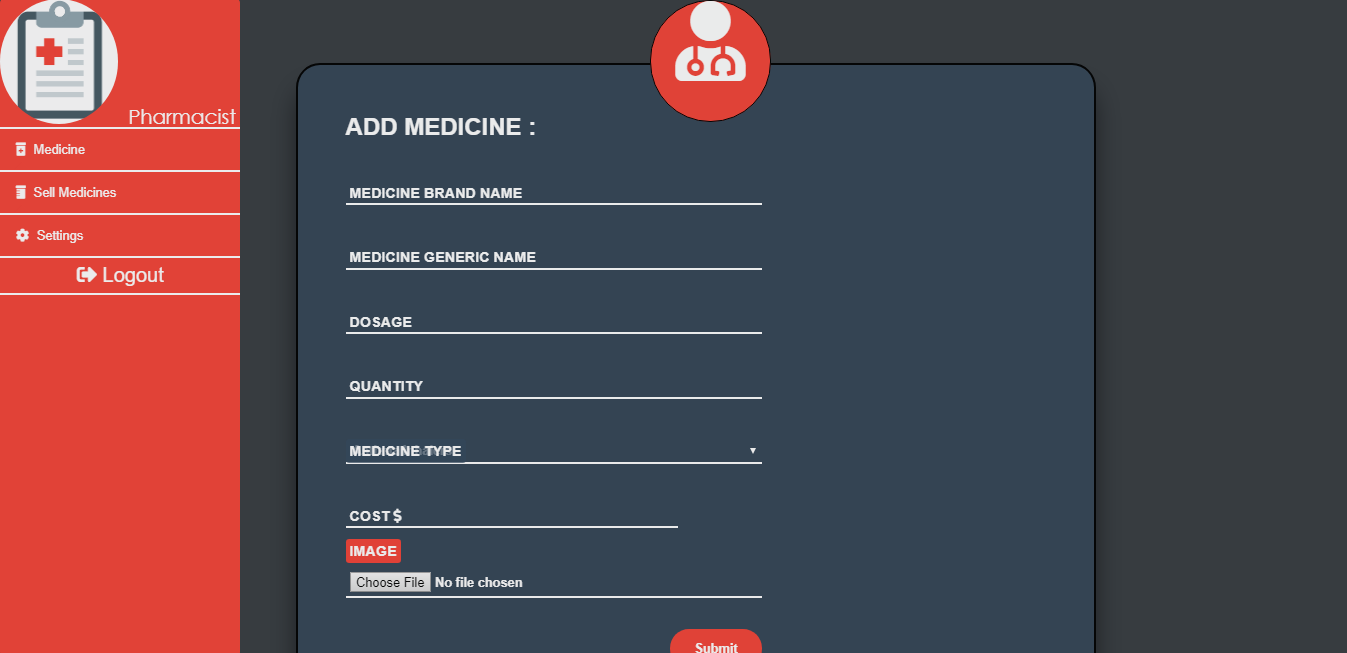 Pharmacist
Medicine
Sell Medicines
Settings
Logout
ADD MEDICINE :
MEDICINE BRAND NAME
MEDICINE GENERIC NAME
DOSAGE
QUANTITY
MEDICINE TYPE
COST $
IMAGE
Choose File No file chosen
Submit